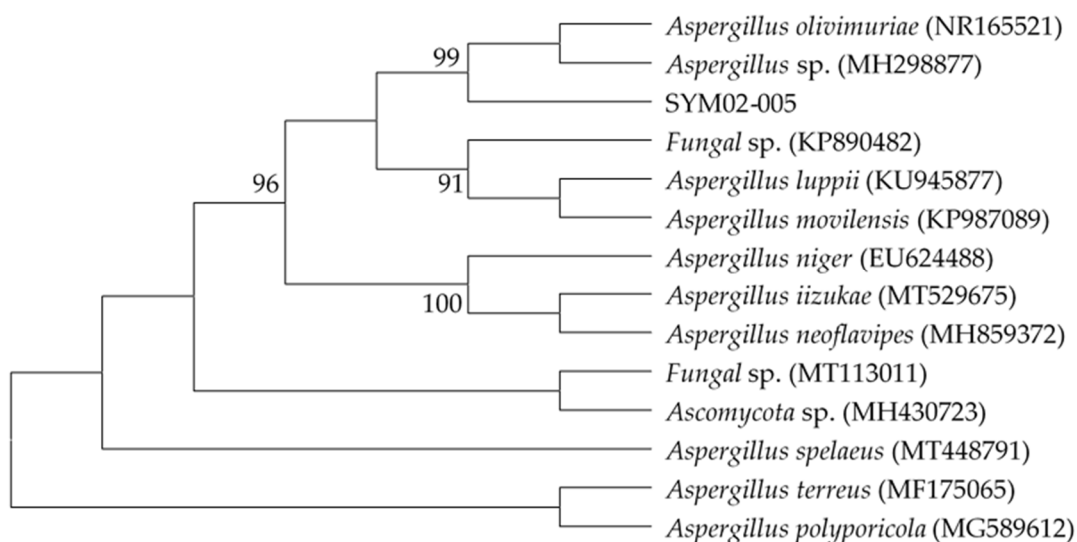 Aspergillus olivimuriae (NR165521)
99
Aspergillus sp. (MH298877)
SYM02-005
Fungal sp. (KP890482)
96
91
Aspergillus luppii (KU945877)
Aspergillus movilensis (KP987089)
Aspergillus niger (EU624488)
100
Aspergillus iizukae (MT529675)
Aspergillus neoflavipes (MH859372)
Fungal sp. (MT113011)
Ascomycota sp. (MH430723)
Aspergillus spelaeus (MT448791)
Aspergillus terreus (MF175065)
Aspergillus polyporicola (MG589612)